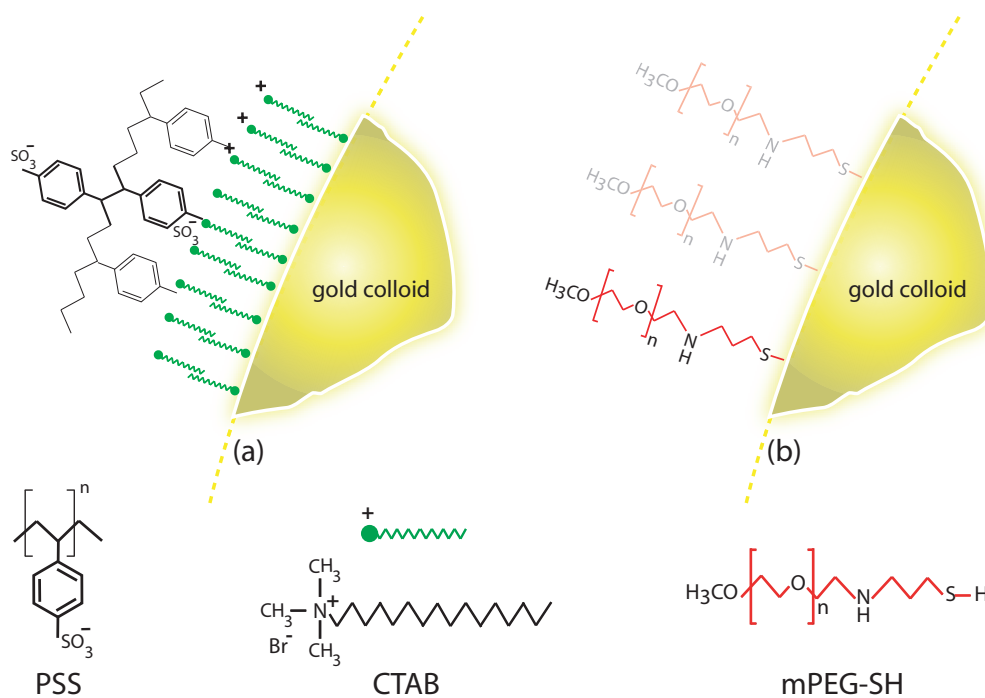 +
+
+
SO₃⁻
SO₃⁻
gold colloid
(a)
H₃CO
O
n
N
H
S
H₃CO
O
n
N
H
S
H₃CO
O
n
N
H
S
gold colloid
(b)
n
SO₃⁻
PSS
+
CH₃
CH₃
N
+
CH₃
Br⁻
CTAB
H₃CO
O
n
N
H
S
H
mPEG-SH